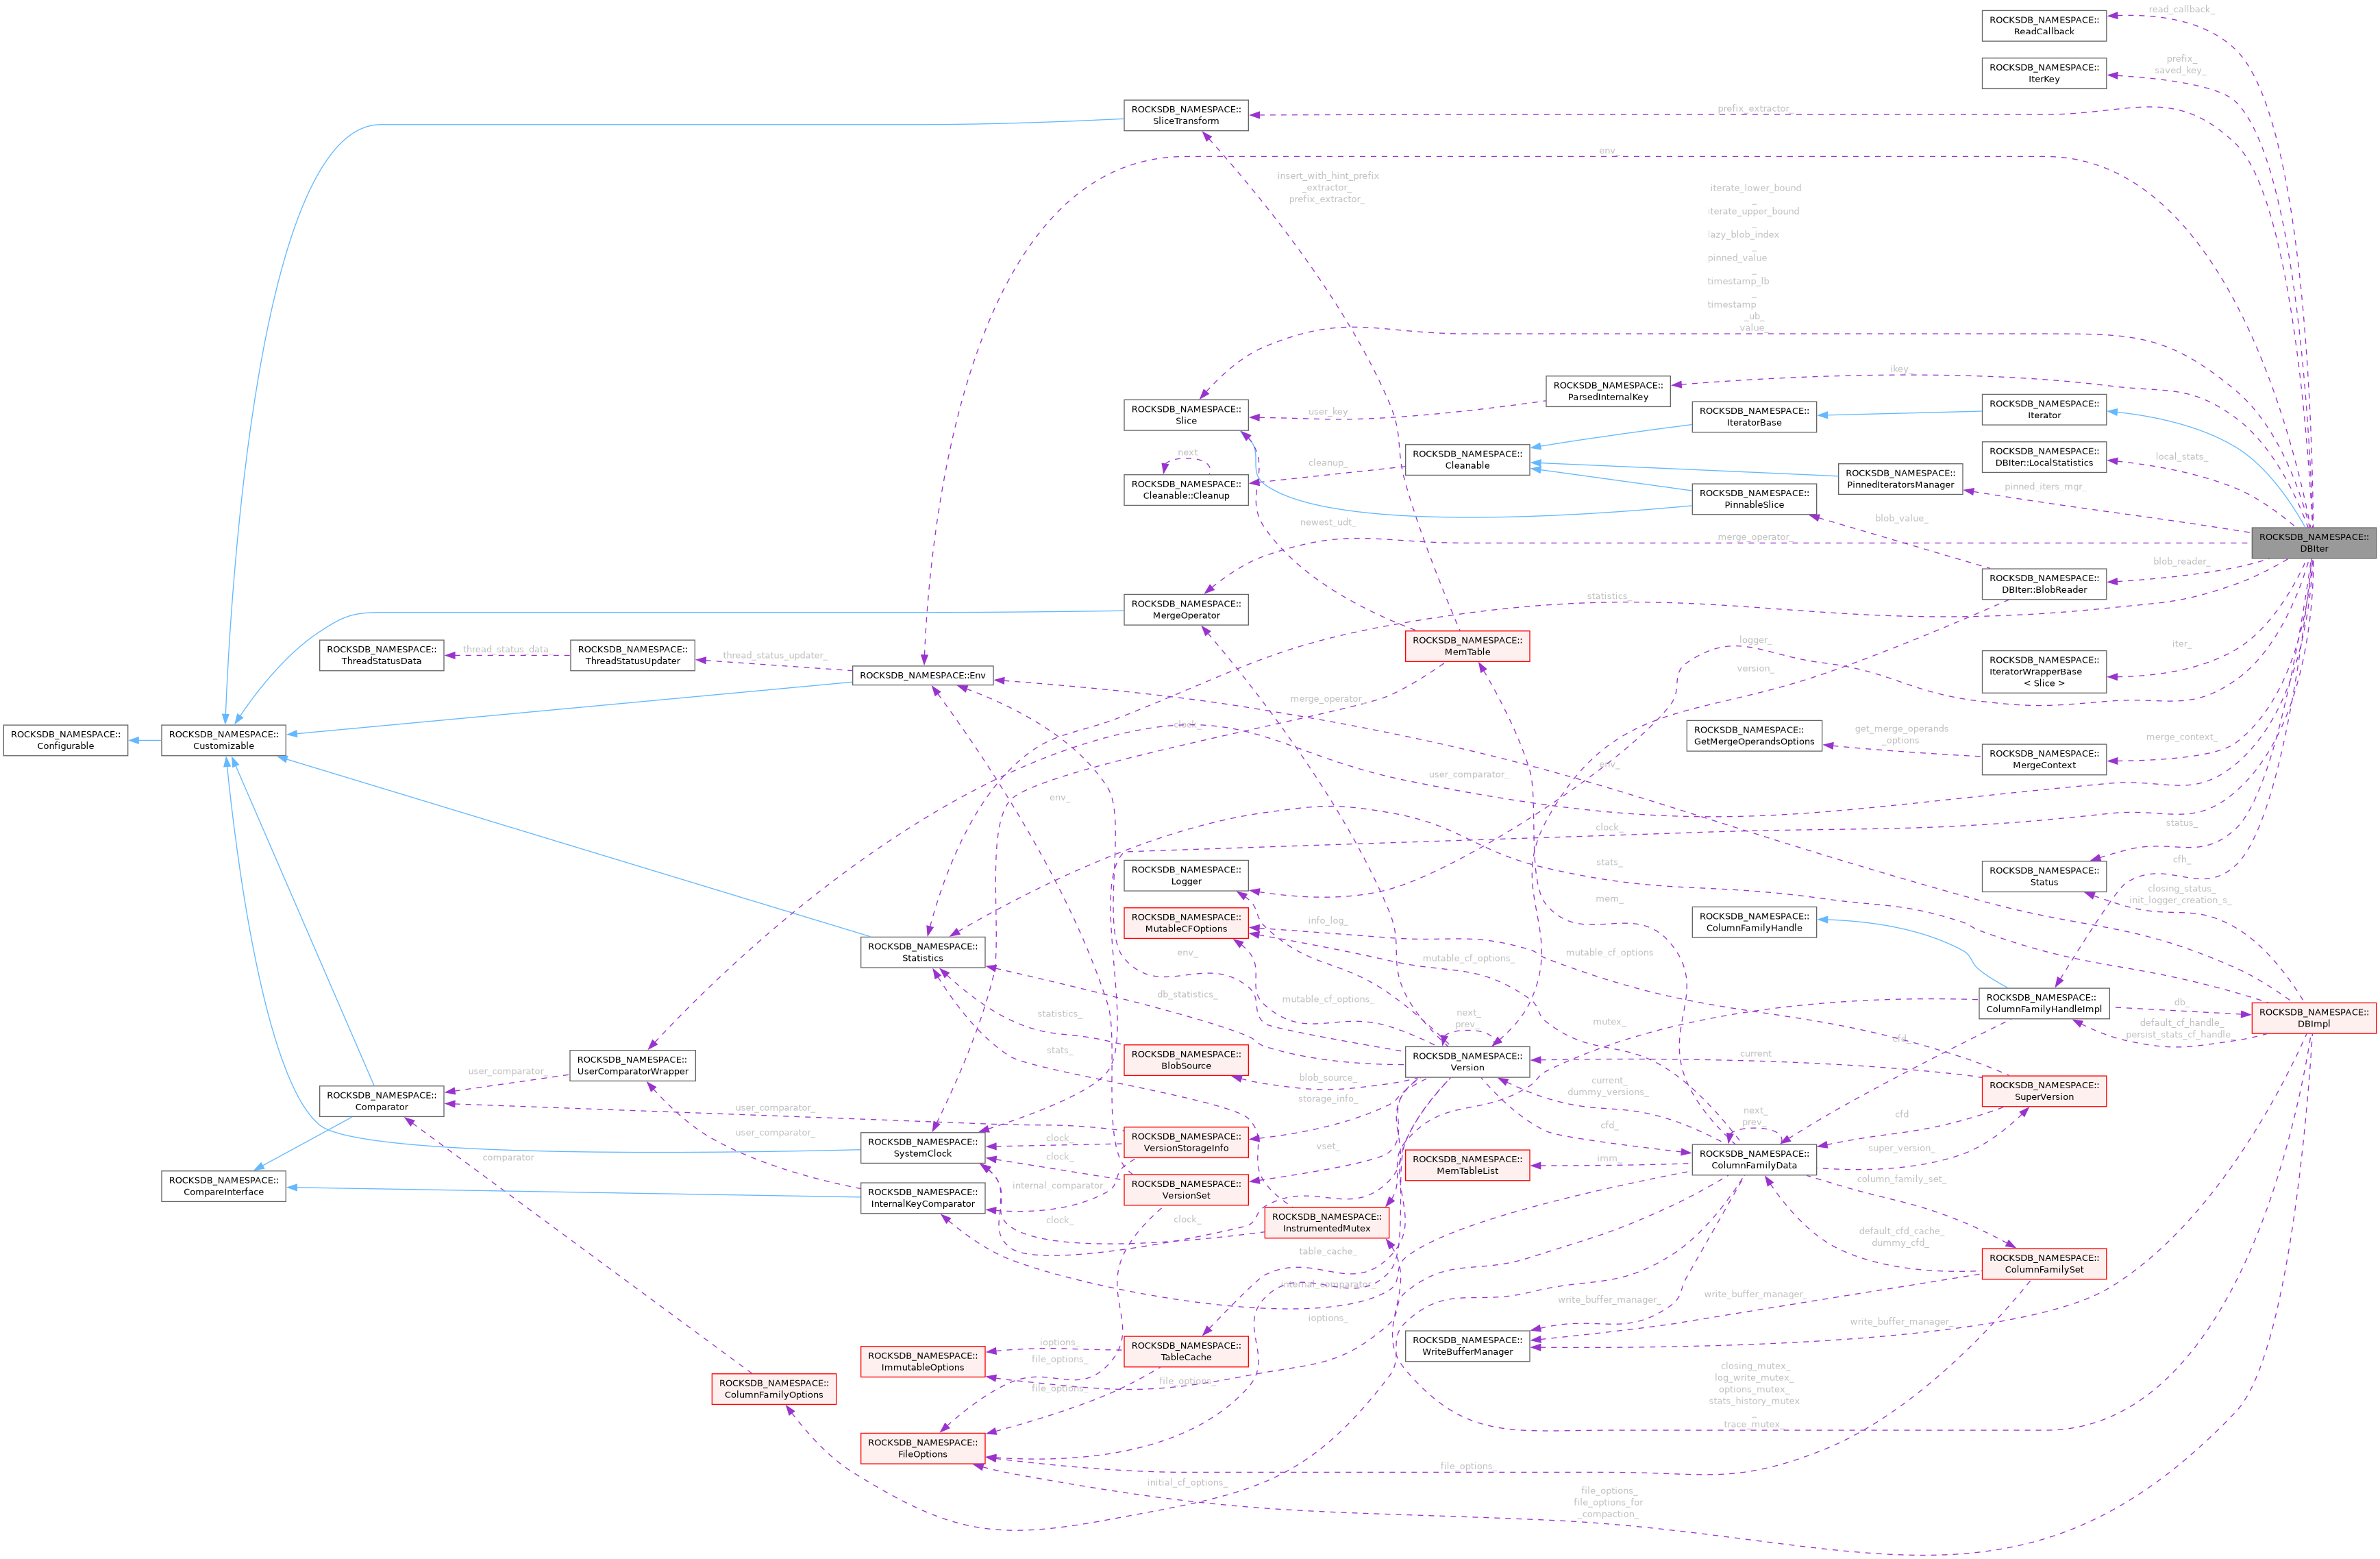 read_callback_
ROCKSDB_NAMESPACE::
ReadCallback
prefix_
saved_key_
ROCKSDB_NAMESPACE::
IterKey
ROCKSDB_NAMESPACE::
SliceTransform
prefix_extractor_
env_
insert_with_hint_prefix
_extractor_
prefix_extractor_
iterate_lower_bound
_
iterate_upper_bound
_
lazy_blob_index
_
pinned_value
_
timestamp_lb
_
timestamp
_ub_
value_
ikey_
ROCKSDB_NAMESPACE::
ParsedInternalKey
ROCKSDB_NAMESPACE::
Slice
user_key
ROCKSDB_NAMESPACE::
IteratorBase
ROCKSDB_NAMESPACE::
Iterator
next
ROCKSDB_NAMESPACE::
Cleanable::Cleanup
cleanup_
ROCKSDB_NAMESPACE::
Cleanable
ROCKSDB_NAMESPACE::
DBIter::LocalStatistics
local_stats_
ROCKSDB_NAMESPACE::
PinnedIteratorsManager
pinned_iters_mgr_
ROCKSDB_NAMESPACE::
PinnableSlice
blob_value_
newest_udt_
merge_operator_
ROCKSDB_NAMESPACE::
DBIter
ROCKSDB_NAMESPACE::
DBIter::BlobReader
blob_reader_
ROCKSDB_NAMESPACE::
MergeOperator
statistics_
ROCKSDB_NAMESPACE::
MemTable
logger_
version_
iter_
ROCKSDB_NAMESPACE::
IteratorWrapperBase
< Slice >
ROCKSDB_NAMESPACE::
ThreadStatusData
thread_status_data_
ROCKSDB_NAMESPACE::
ThreadStatusUpdater
thread_status_updater_
ROCKSDB_NAMESPACE::Env
merge_operator_
clock_
ROCKSDB_NAMESPACE::
Configurable
ROCKSDB_NAMESPACE::
Customizable
ROCKSDB_NAMESPACE::
GetMergeOperandsOptions
get_merge_operands
_options
ROCKSDB_NAMESPACE::
MergeContext
merge_context_
env_
user_comparator_
env_
clock_
status_
stats_
cfh_
ROCKSDB_NAMESPACE::
Logger
ROCKSDB_NAMESPACE::
Status
closing_status_
init_logger_creation_s_
mem_
ROCKSDB_NAMESPACE::
MutableCFOptions
info_log_
ROCKSDB_NAMESPACE::
ColumnFamilyHandle
ROCKSDB_NAMESPACE::
Statistics
env_
mutable_cf_options_
mutable_cf_options
db_statistics_
mutable_cf_options_
ROCKSDB_NAMESPACE::
ColumnFamilyHandleImpl
db_
ROCKSDB_NAMESPACE::
DBImpl
statistics_
next_
prev_
mutex_
default_cf_handle_
persist_stats_cf_handle_
cfd_
stats_
ROCKSDB_NAMESPACE::
BlobSource
ROCKSDB_NAMESPACE::
Version
current
ROCKSDB_NAMESPACE::
UserComparatorWrapper
user_comparator_
blob_source_
storage_info_
current_
dummy_versions_
ROCKSDB_NAMESPACE::
SuperVersion
ROCKSDB_NAMESPACE::
Comparator
user_comparator_
user_comparator_
next_
prev_
cfd
cfd_
ROCKSDB_NAMESPACE::
SystemClock
clock_
clock_
ROCKSDB_NAMESPACE::
VersionStorageInfo
vset_
ROCKSDB_NAMESPACE::
MemTableList
imm_
ROCKSDB_NAMESPACE::
ColumnFamilyData
super_version_
comparator
ROCKSDB_NAMESPACE::
CompareInterface
ROCKSDB_NAMESPACE::
InternalKeyComparator
internal_comparator_
ROCKSDB_NAMESPACE::
VersionSet
column_family_set_
clock_
clock_
ROCKSDB_NAMESPACE::
InstrumentedMutex
default_cfd_cache_
dummy_cfd_
table_cache_
ROCKSDB_NAMESPACE::
ColumnFamilySet
internal_comparator_
write_buffer_manager_
write_buffer_manager_
write_buffer_manager_
ioptions_
ROCKSDB_NAMESPACE::
WriteBufferManager
ROCKSDB_NAMESPACE::
ImmutableOptions
ioptions_
file_options_
ROCKSDB_NAMESPACE::
TableCache
file_options_
file_options_
ROCKSDB_NAMESPACE::
ColumnFamilyOptions
closing_mutex_
log_write_mutex_
options_mutex_
stats_history_mutex
_
trace_mutex_
ROCKSDB_NAMESPACE::
FileOptions
file_options_
initial_cf_options_
file_options_
file_options_for
_compaction_